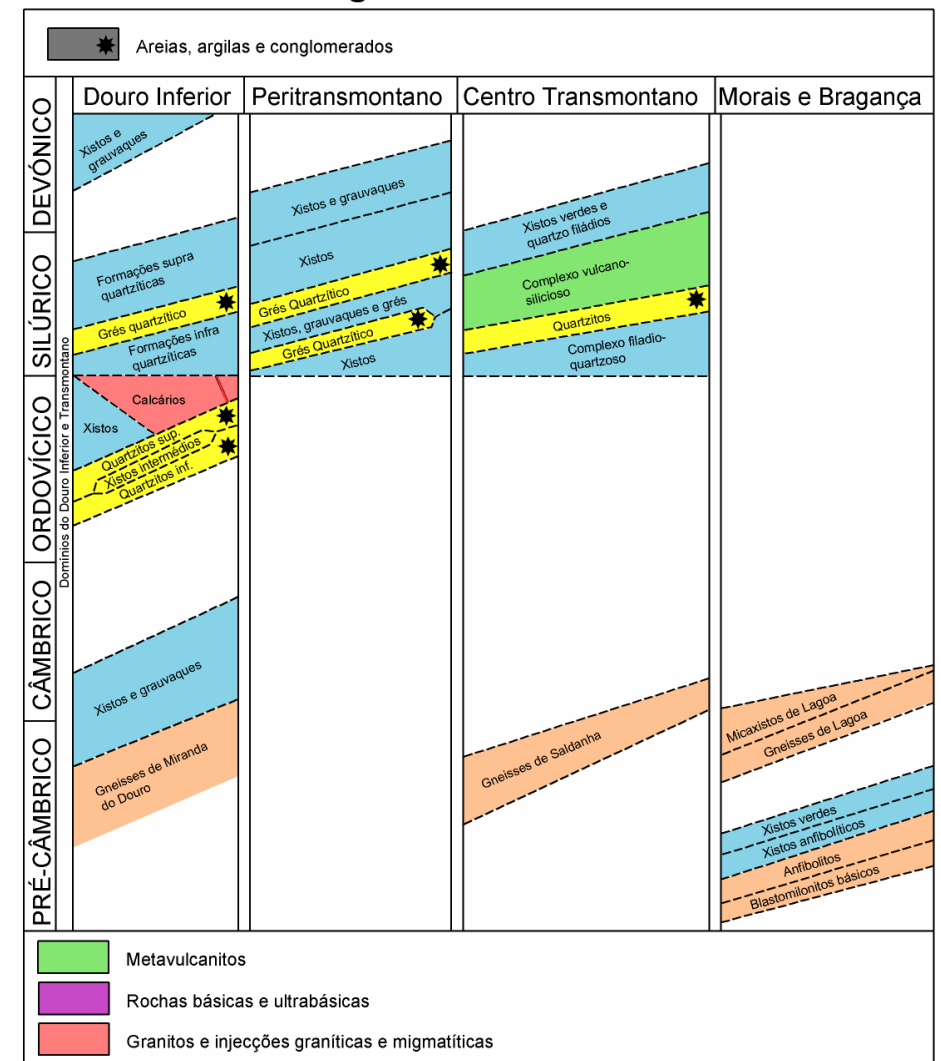 Areias, argilas e conglomerados
Douro Inferior
Peritransmontano
Centro Transmontano
Morais e Bragança
DEVÓNICO
SLÚRICO
ORDOVÍCICO
CÂMBRICO
PRÉ-CÂMBRICO
Domínios do Douro Inferior e Transmontano
Xistos e
grauvaques
Formações supra
quartzíticas
Grés quartzítico
Formações infra
quartzíticas
Calcários
Xistos
Quartzitos sup.
Xistos intermédios
Quartzitos inf.
Xistos e grauvaques
Gneisses de Miranda
do Douro
Xistos e grauvaques
Xistos
Grés Quartzítico
Xistos, grauvaques e grés
Grés Quartzítico
Xistos
Xistos verdes e
quartzo filádios
Complexo vulcano-
silicioso
Quartzitos
Complexo filadio-
quartzoso
Gneisses de Saldanha
Micaxistos de Lagoa
Gneisses de Lagoa
Xistos verdes
Xistos anfibolíticos
Anfibolitos
Blastomilonitos básicos
Metavulcanitos
Rochas básicas e ultrabásicas
Granitos e injecções graníticas e migmatíticas